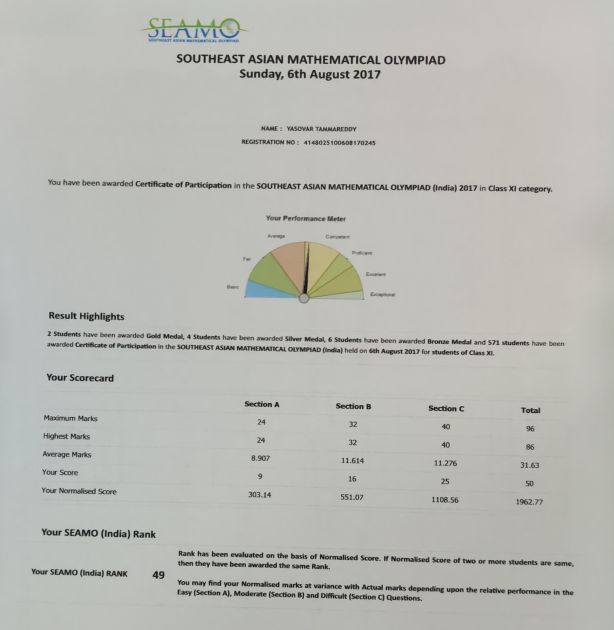 SEAMO
SOUTHEAST ASIAN MATHEMATICAL OLYMPIAD
SOUTHEAST ASIAN MATHEMATICAL OLYMPIAD
Sunday, 6th August 2017
NAME : YASOVAR TAMMAREDDY
REGISTRATION NO : 4148025100608170245
You have been awarded Certificate of Participation in the SOUTHEAST ASIAN MATHEMATICAL OLYMPIAD (India) 2017 in Class XI category.
Your Performance Meter
Average Competent
Fair Proficient
Excellent
Basic Exceptional
Result Highlights
2 Students have been awarded Gold Medal, 4 Students have been awarded Silver Medal, 6 Students have been awarded Bronze Medal and 571 students have been
awarded Certificate of Participation in the SOUTHEAST ASIAN MATHEMATICAL OLYMPIAD (India) held on 6th August 2017 for students of Class XI.
Your Scorecard
Section A Section B Section C Total
Maximum Marks 24 32 40 96
Highest Marks 24 32 40 86
Average Marks 8.907 11.614 11.276 31.63
Your Score 9 16 25 50
Your Normalised Score 303.14 551.07 1108.56 1962.77
Your SEAMO (India) Rank
Rank has been evaluated on the basis of Normalised Score. If Normalised Score of two or more students are same,
then they have been awarded the same Rank.
Your SEAMO (India) RANK 49
You may find your Normalised marks at variance with Actual marks depending upon the relative performance in the
Easy (Section A), Moderate (Section B) and Difficult (Section C) Questions.